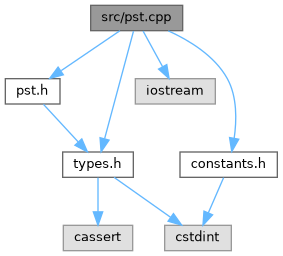 src/pst.cpp
pst.h
iostream
types.h
constants.h
cassert
cstdint